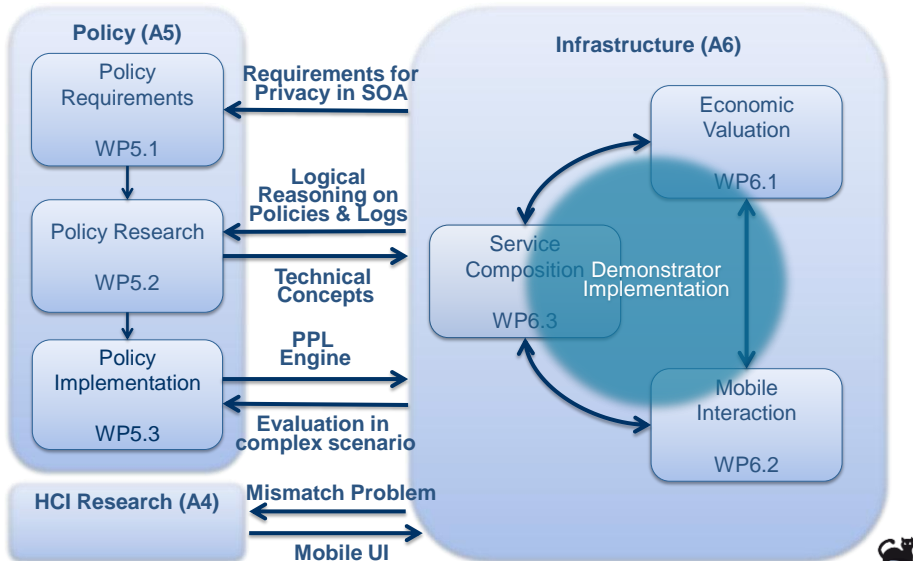 Policy (A5)
Policy
Requirements
WP5.1
Policy Research
WP5.2
Policy
Implementation
WP5.3
HCI Research (A4)
Requirements for
Privacy in SOA
Logical
Reasoning on
Policies & Logs
Technical
Concepts
PPL
Engine
Evaluation in
complex scenario
Mismatch Problem
Mobile UI
Infrastructure (A6)
Economic
Valuation
WP6.1
Service
Composition
WP6.3
Demonstrator
Implementation
Mobile
Interaction
WP6.2